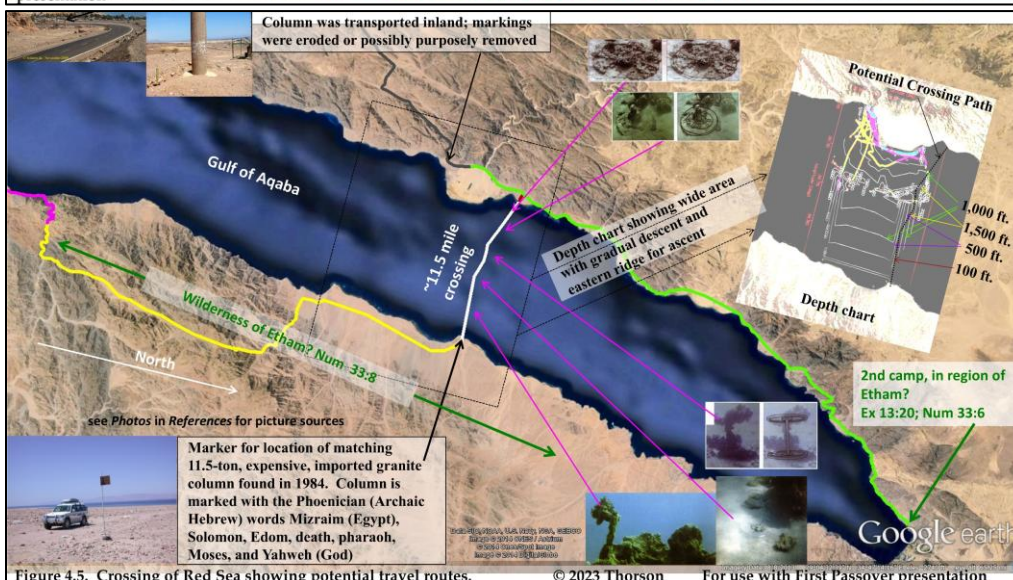 Column was transported inland; markings
were eroded or possibly purposely removed
Potential Crossing Path
Gulf of Aqaba
~11.5 mile
crossing
Depth chart showing wide area
with gradual descent and
eastern ridge for ascent
1,000 ft.
1,500 ft.
500 ft.
100 ft.
Depth chart
Wilderness of Etham? Num 33:8
North
2nd camp, in region of
Etham?
Ex 13:20; Num 33:6
see Photos in References for picture sources
Marker for location of matching
11.5-ton, expensive, imported granite
column found in 1984. Column is
marked with the Phoenician (Archaic
Hebrew) words Mizraim (Egypt),
Solomon, Edom, death, pharaoh,
Moses, and Yahweh (God)
Data SIO, NOAA, U.S. Navy, NGA, GEBCO
Google earth
Figure 4.5. Crossing of Red Sea showing potential travel routes. © 2023 Thorson For use with First Passover presentation